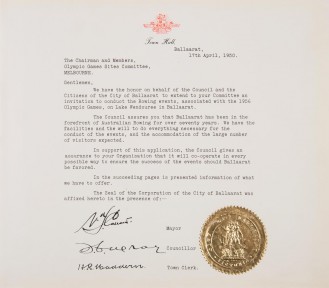 Town Hall,
Ballaarat,
17th April, 1950.
The Chairman and Members,
Olympic Games Sites Committee,
MELBOURNE.
Gentlemen,
We have the honor on behalf of the Council and the
Citizens of the City of Ballaarat to extend to your Committee an
invitation to conduct the Rowing events, associated with the 1956
Olympic Games, on Lake Wendouree in Ballaarat.
The Council assures you that Ballaarat has been in the
forefront of Australian Rowing for over seventy years. We have the
facilities and the will to do everything necessary for the
conduct of the events, and the accommodation of the large number
of visitors expected.
In support of this application, the Council gives an
assurance to your Organisation that it will co-operate in every
possible way to ensure the success of the events should Ballaarat
be favored.
In the succeeding pages is presented information of what
we have to offer.
The Seal of the Corporation of the City of Ballaarat was
affixed hereto in the presence of:-
Mayor
Councillor
H.R. Maddern
Town Clerk.